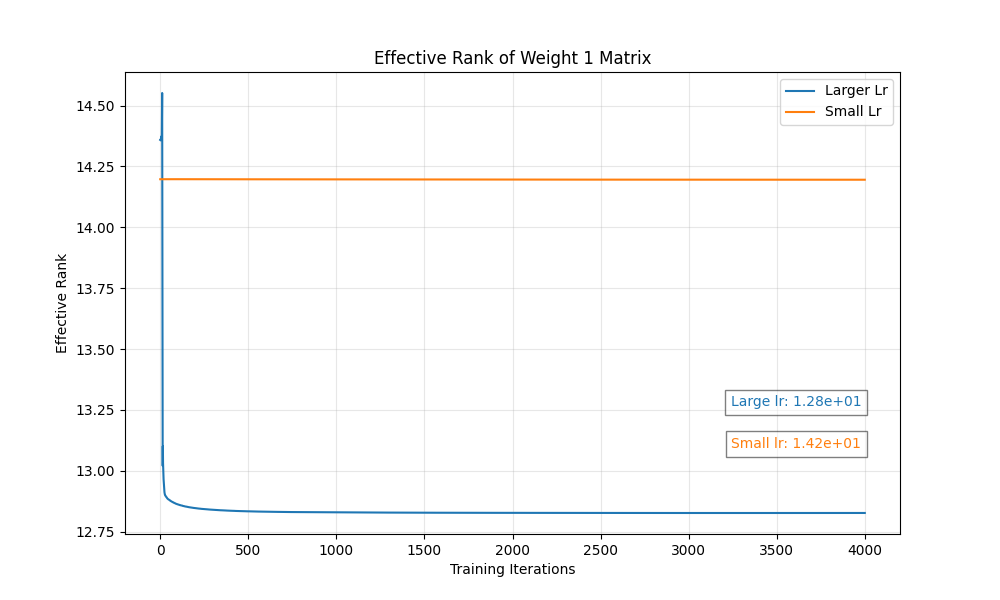 Effective Rank of Weight 1 Matrix
Larger Lr
Small Lr
14.50
14.25
14.00
13.75
13.50
13.25
13.00
12.75
Effective Rank
Large lr: 1.28e+01
Small lr: 1.42e+01
0 500 1000 1500 2000 2500 3000 3500 4000
Training Iterations